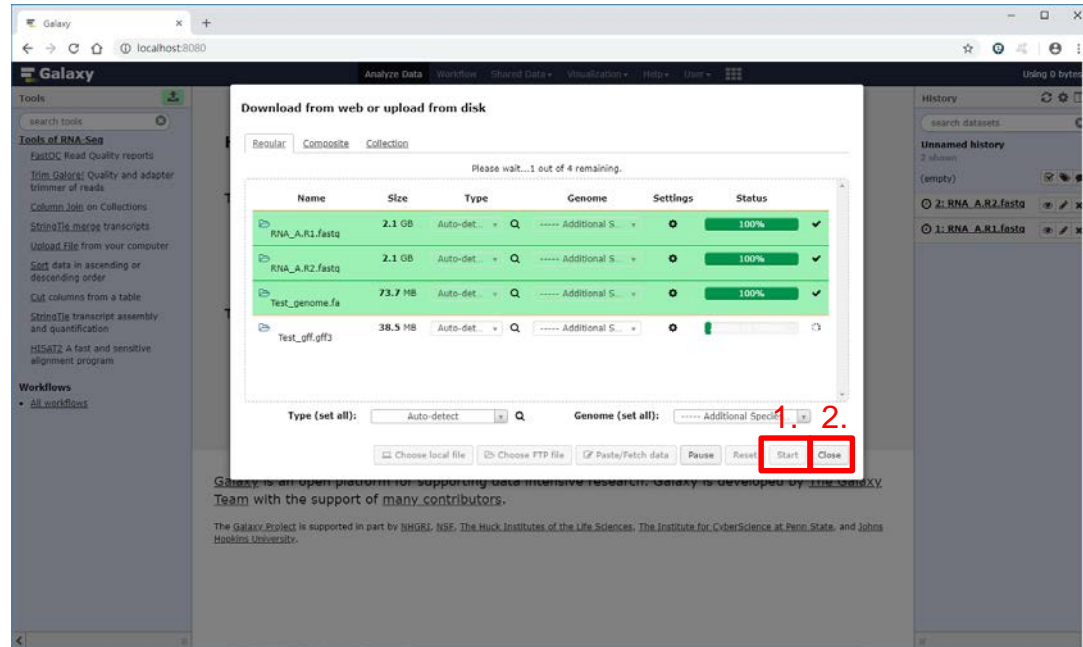 Galaxy
localhost:8080
Galaxy
Analyze Data Workflow Shared Data Visualization Help User
Using 0 bytes
Tools
search tools
Tools of RNA-Seq
FastQC Read Quality reports
Trim Galore! Quality and adapter
trimmer of reads
Column Join on Collections
StringTie merge transcripts
Upload File from your computer
Sort data in ascending or
descending order
Cut columns from a table
StringTie transcript assembly
and quantification
HISAT2 A fast and sensitive
alignment program
Workflows
All workflows
Download from web or upload from disk
Regular Composite Collection
Please wait...1 out of 4 remaining.
Name Size Type Genome Settings Status
RNA_A.R1.fastq 2.1 GB Auto-det... ----- Additional S... 100%
RNA_A.R2.fastq 2.1 GB Auto-det... ----- Additional S... 100%
Test_genome.fa 73.7 MB Auto-det... ----- Additional S... 100%
Test_gff.gff3 38.5 MB Auto-det... ----- Additional S...
Type (set all): Auto-detect Genome (set all): ----- Additional Specie
1. 2.
Choose local file Choose FTP file Paste/Fetch data Pause Reset Start Close
Galaxy is an open platform for supporting data intensive research. Galaxy is developed by The Galaxy
Team with the support of many contributors.
The Galaxy Project is supported in part by NHGRI, NSF, The Huck Institutes of the Life Sciences, The Institute for CyberScience at Penn State, and Johns
Hopkins University.
History
search datasets
Unnamed history
2 shown
(empty)
2: RNA_A.R2.fastq
1: RNA_A.R1.fastq